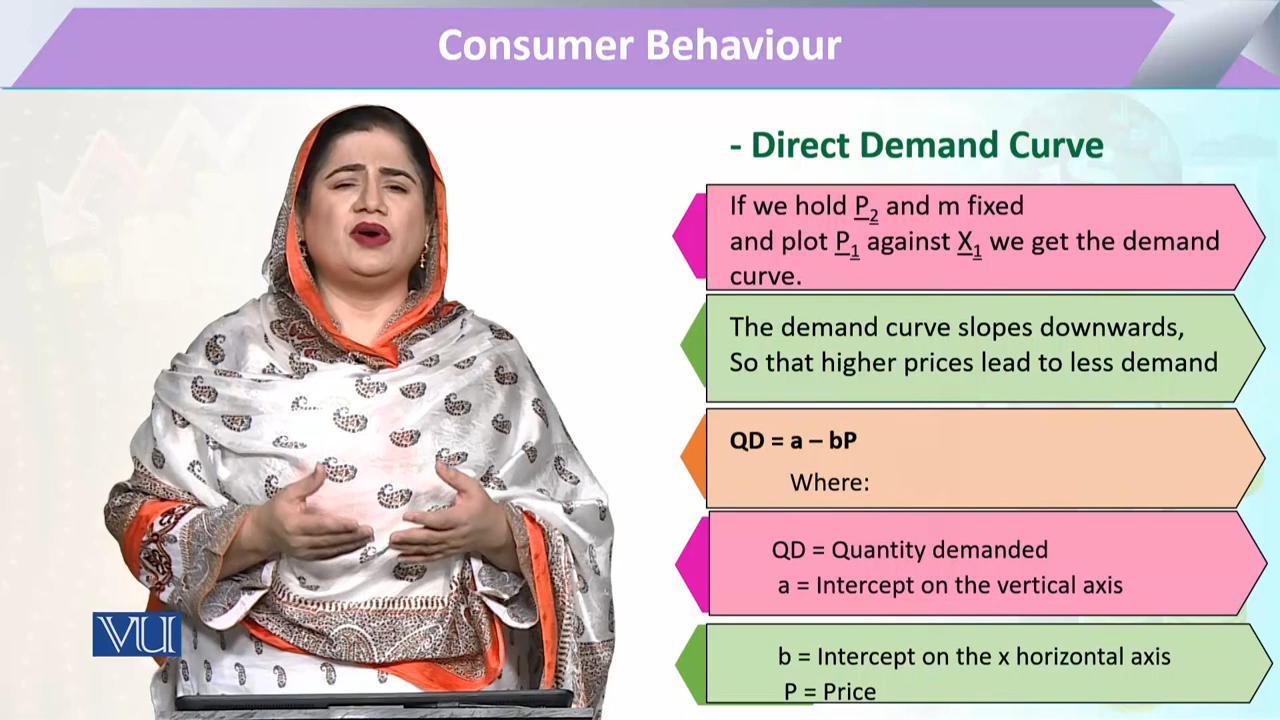 Consumer Behaviour
- Direct Demand Curve
If we hold P₂ and m fixed
and plot P₁ against X₁ we get the demand
curve.
The demand curve slopes downwards,
So that higher prices lead to less demand
QD = a – bP
Where:
QD = Quantity demanded
a = Intercept on the vertical axis
b = Intercept on the x horizontal axis
P = Price
VU